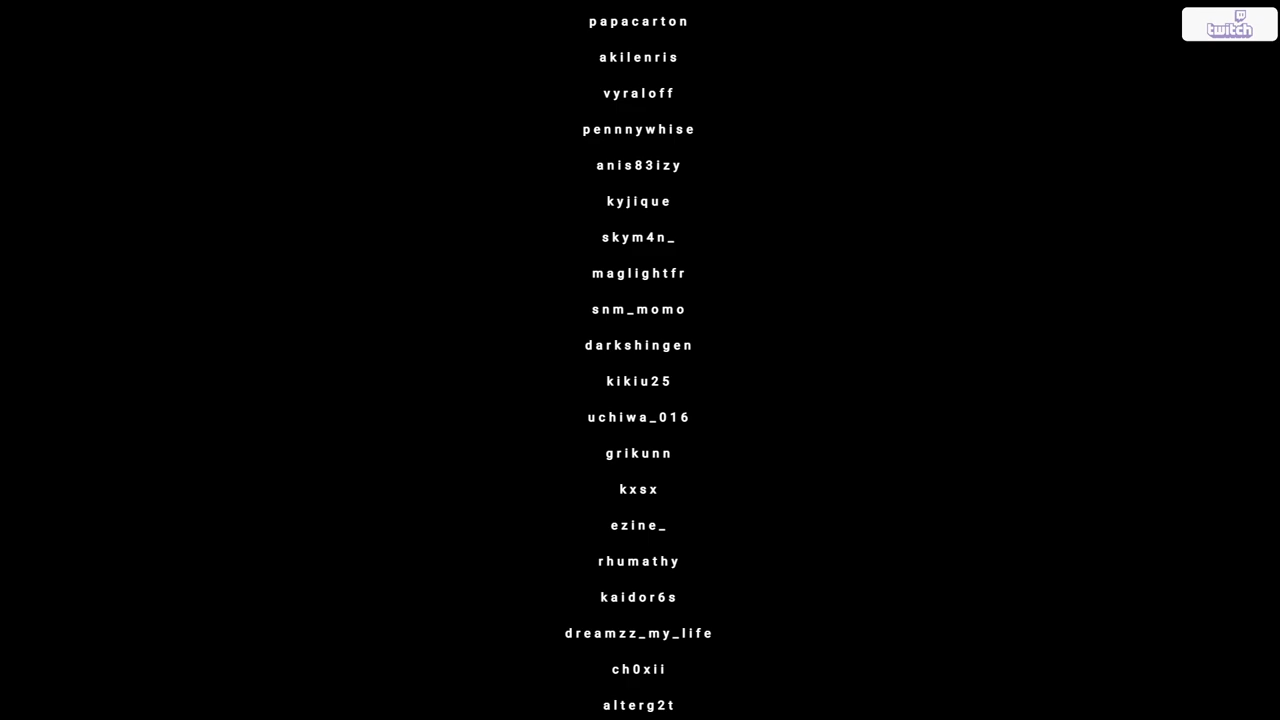 papacarton
twitch
akilenris
vyraloff
pennnywhise
anis83izy
kyjique
skym4n_
maglightfr
snm_momo
darkshingen
kikiu25
uchiwa_016
grikunn
kxsx
ezine_
rhumathy
kaidor6s
dreamzz_my_life
ch0xii
alterg2t